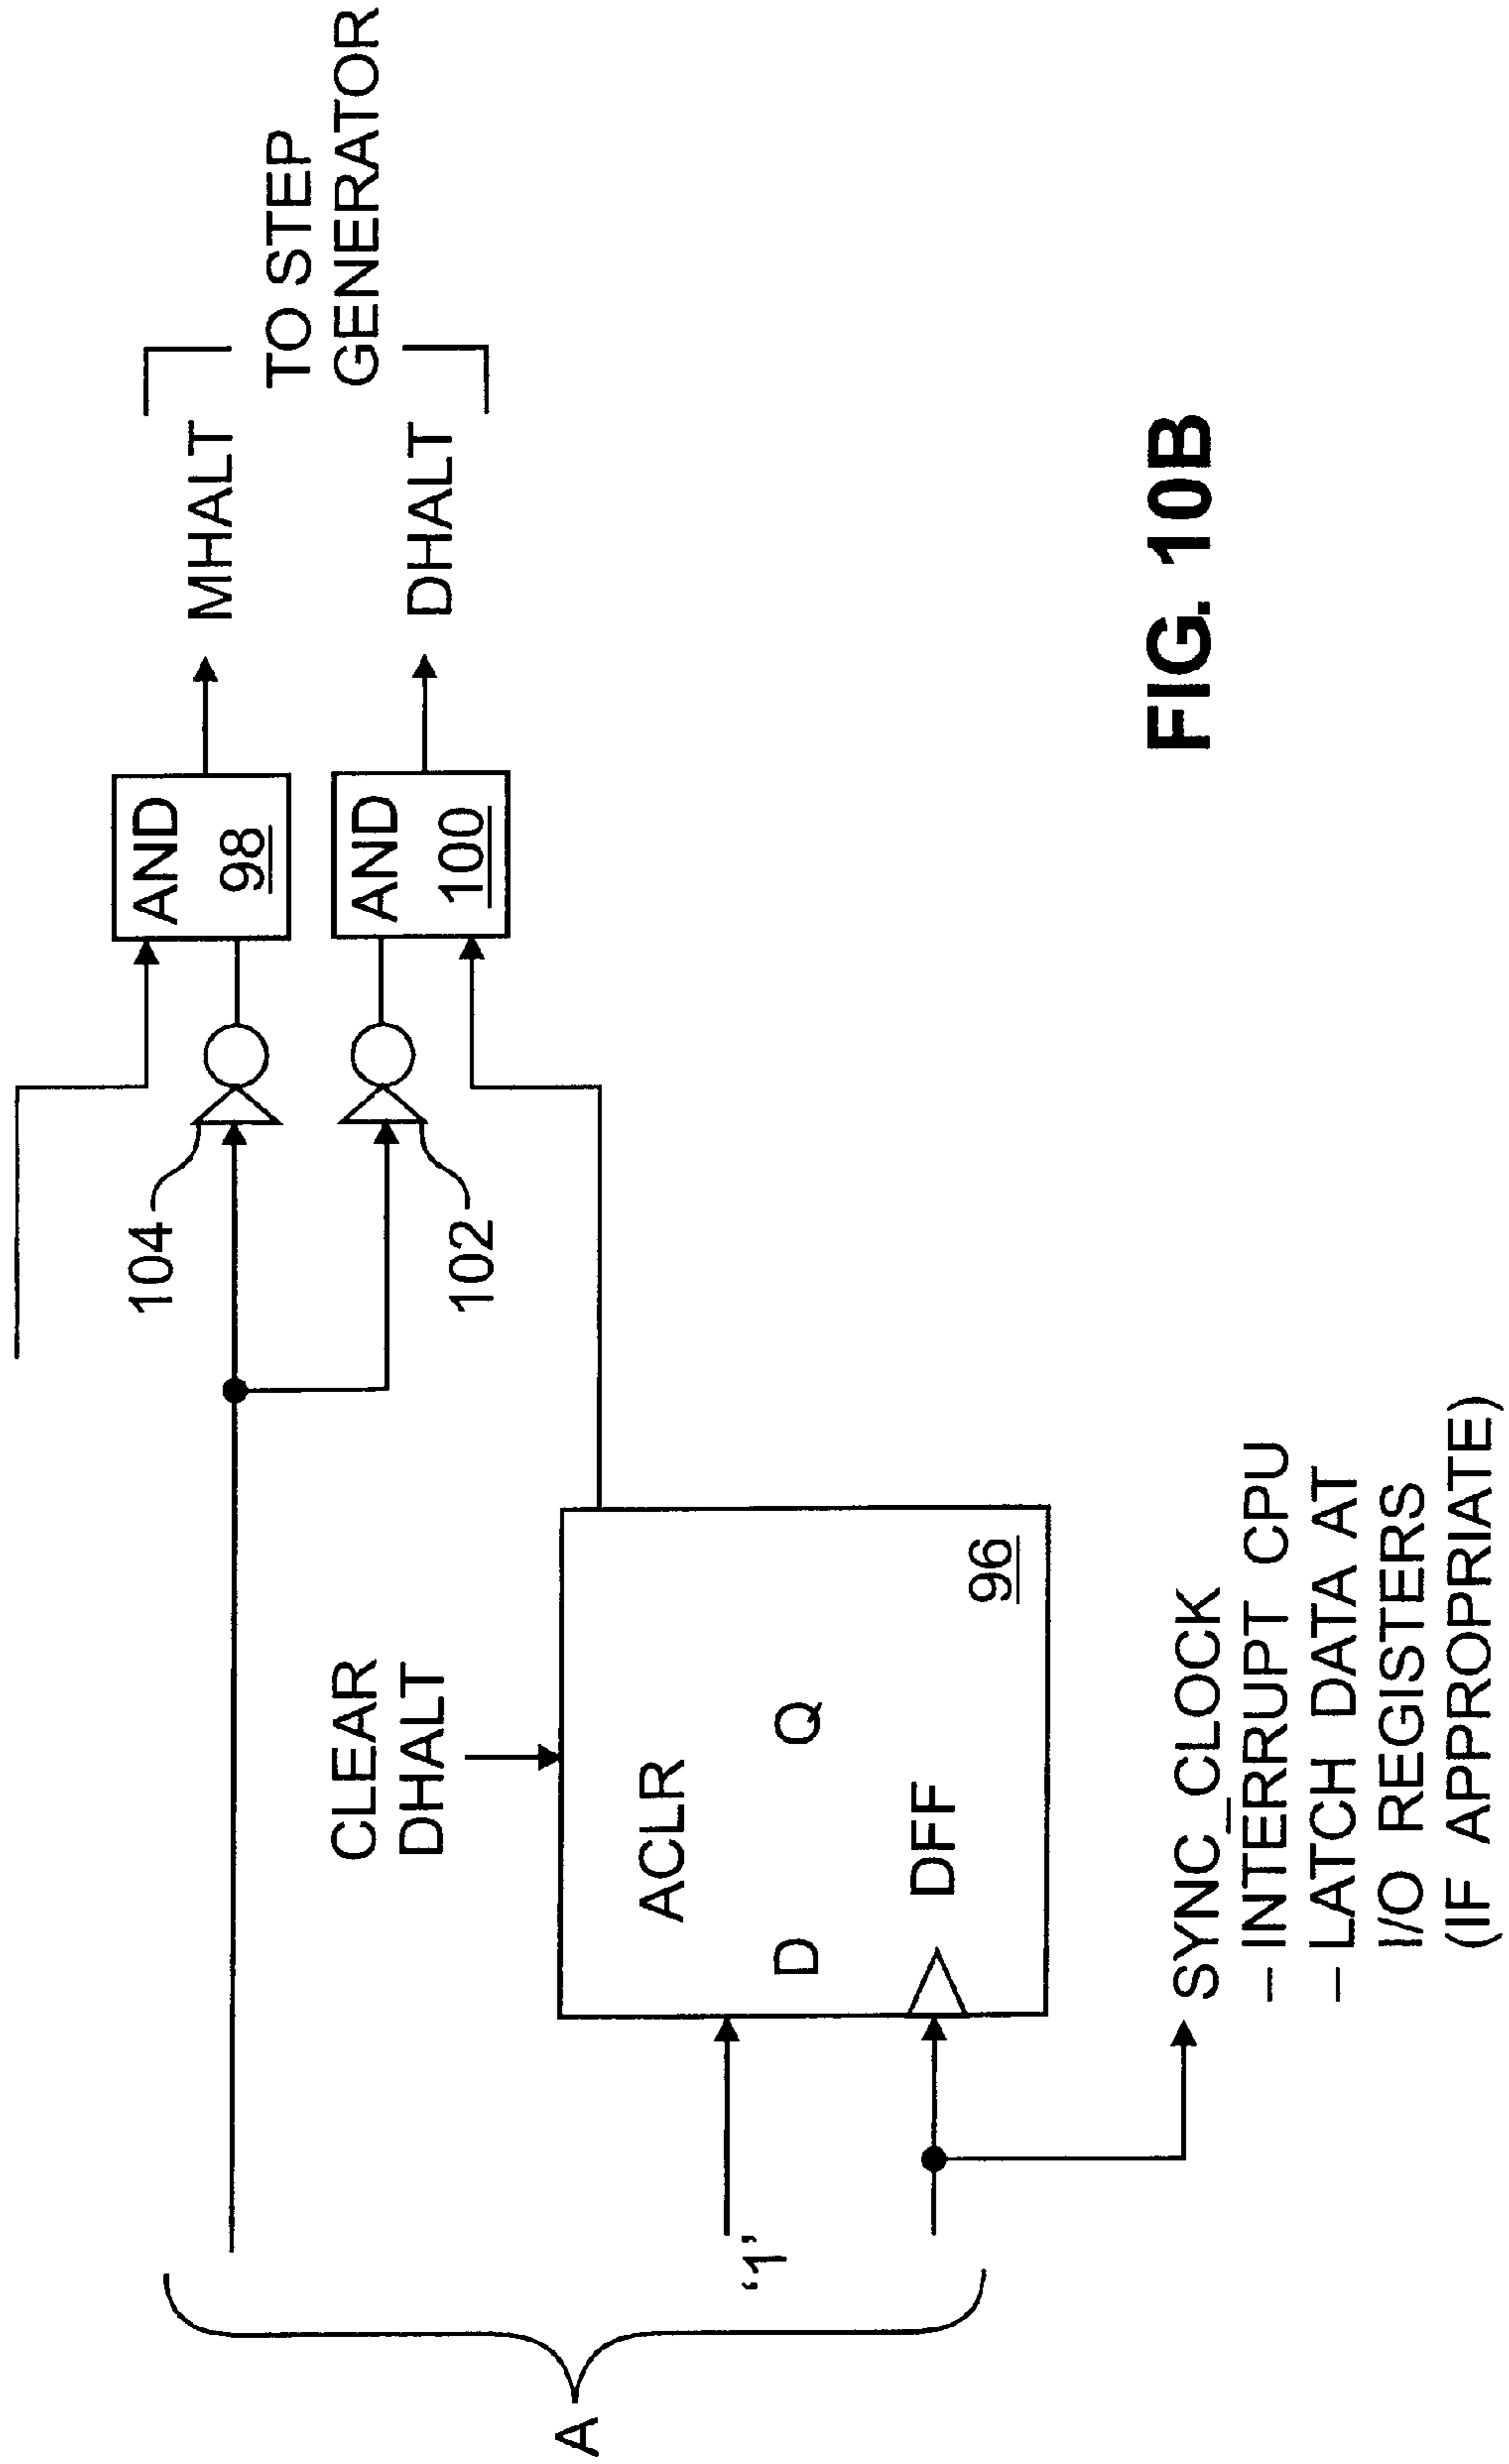 MHALT
DHALT
TO STEP
GENERATOR
AND
98
AND
100
104
102
CLEAR
DHALT
ACLR
D Q
DFF
96
'1'
A
SYNC_CLOCK
– INTERRUPT CPU
– LATCH DATA AT
I/O REGISTERS
(IF APPROPRIATE)
FIG. 10B